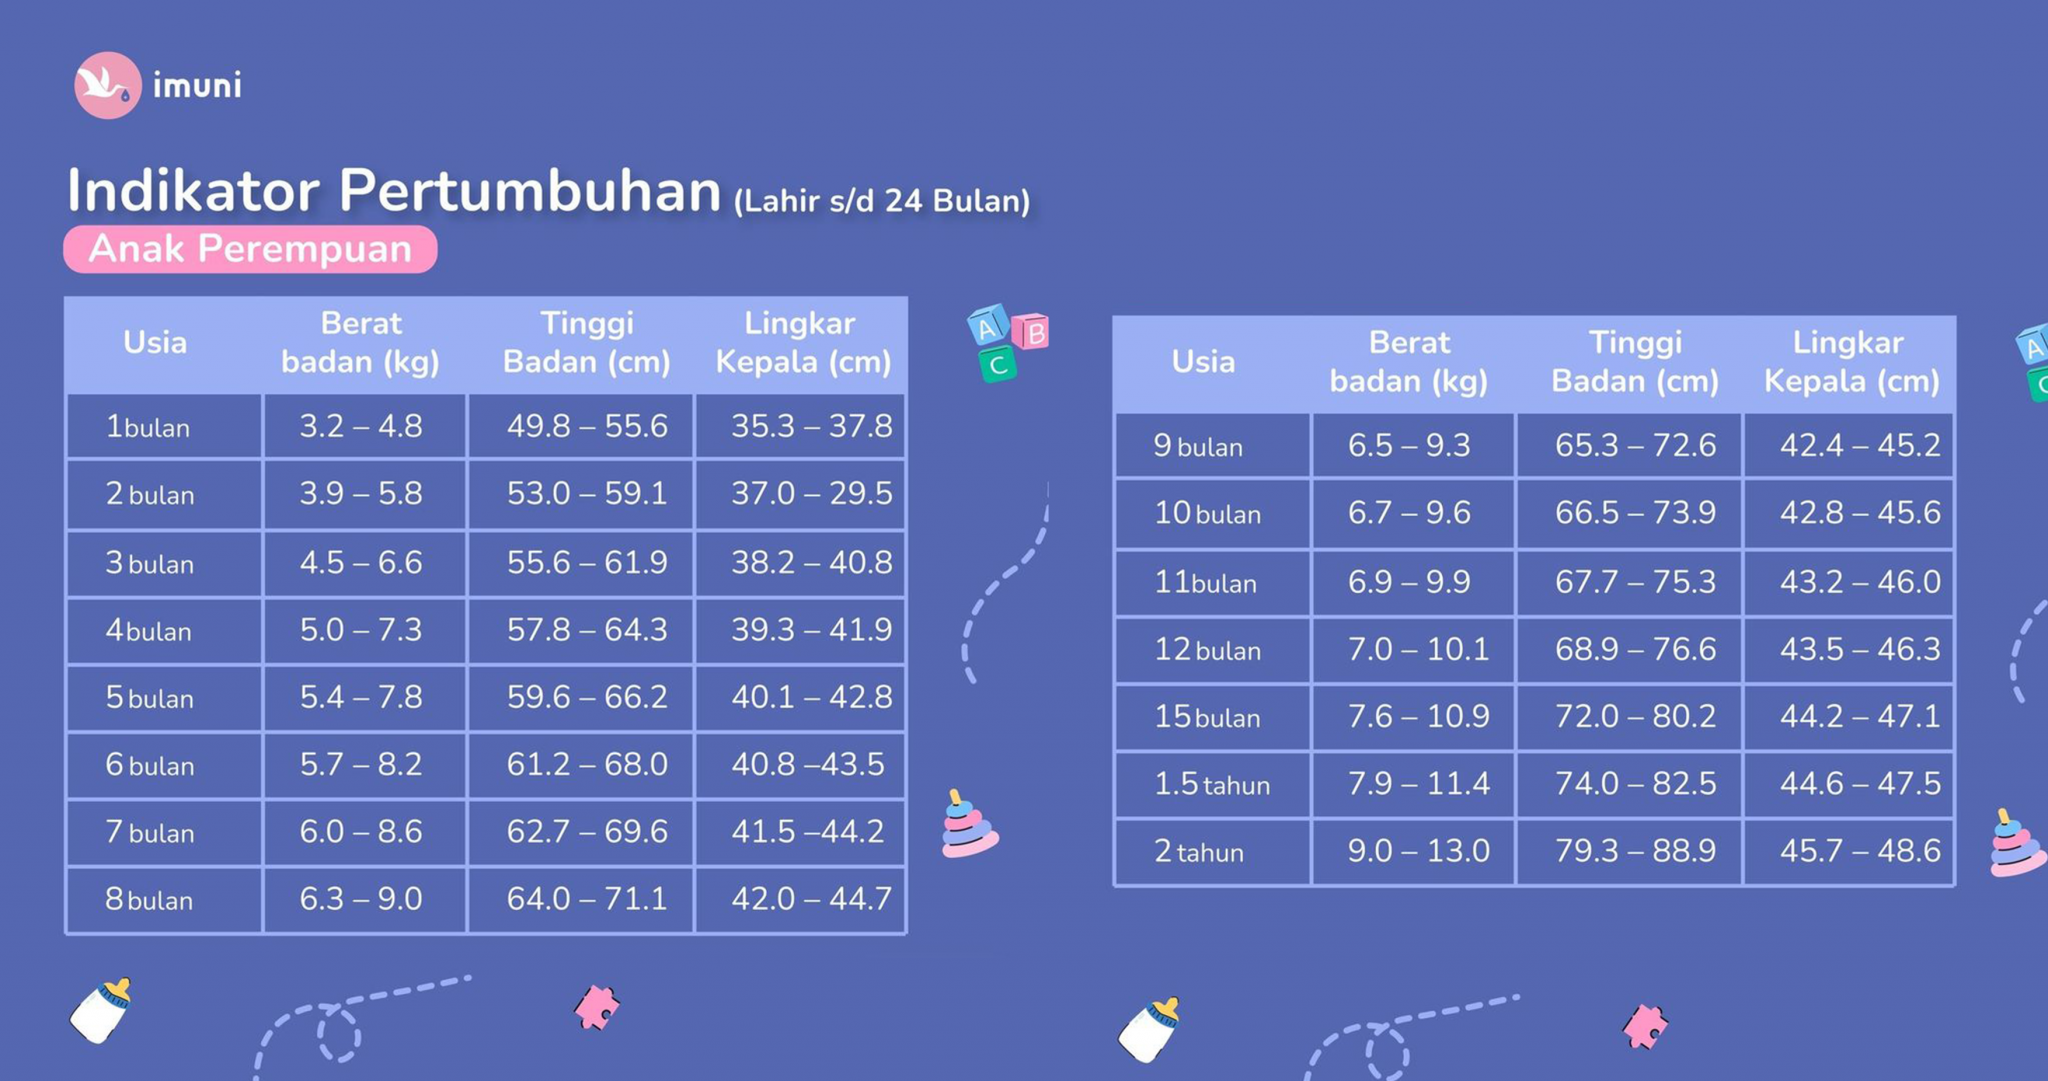 imuni
Indikator Pertumbuhan (Lahir s/d 24 Bulan)
Anak Perempuan
Usia Berat badan (kg) Tinggi Badan (cm) Lingkar Kepala (cm)
1 bulan 3.2 – 4.8 49.8 – 55.6 35.3 – 37.8
2 bulan 3.9 – 5.8 53.0 – 59.1 37.0 – 29.5
3 bulan 4.5 – 6.6 55.6 – 61.9 38.2 – 40.8
4 bulan 5.0 – 7.3 57.8 – 64.3 39.3 – 41.9
5 bulan 5.4 – 7.8 59.6 – 66.2 40.1 – 42.8
6 bulan 5.7 – 8.2 61.2 – 68.0 40.8 –43.5
7 bulan 6.0 – 8.6 62.7 – 69.6 41.5 –44.2
8 bulan 6.3 – 9.0 64.0 – 71.1 42.0 – 44.7
A B
C
Usia Berat badan (kg) Tinggi Badan (cm) Lingkar Kepala (cm)
9 bulan 6.5 – 9.3 65.3 – 72.6 42.4 – 45.2
10 bulan 6.7 – 9.6 66.5 – 73.9 42.8 – 45.6
11 bulan 6.9 – 9.9 67.7 – 75.3 43.2 – 46.0
12 bulan 7.0 – 10.1 68.9 – 76.6 43.5 – 46.3
15 bulan 7.6 – 10.9 72.0 – 80.2 44.2 – 47.1
1.5 tahun 7.9 – 11.4 74.0 – 82.5 44.6 – 47.5
2 tahun 9.0 – 13.0 79.3 – 88.9 45.7 – 48.6
A
C